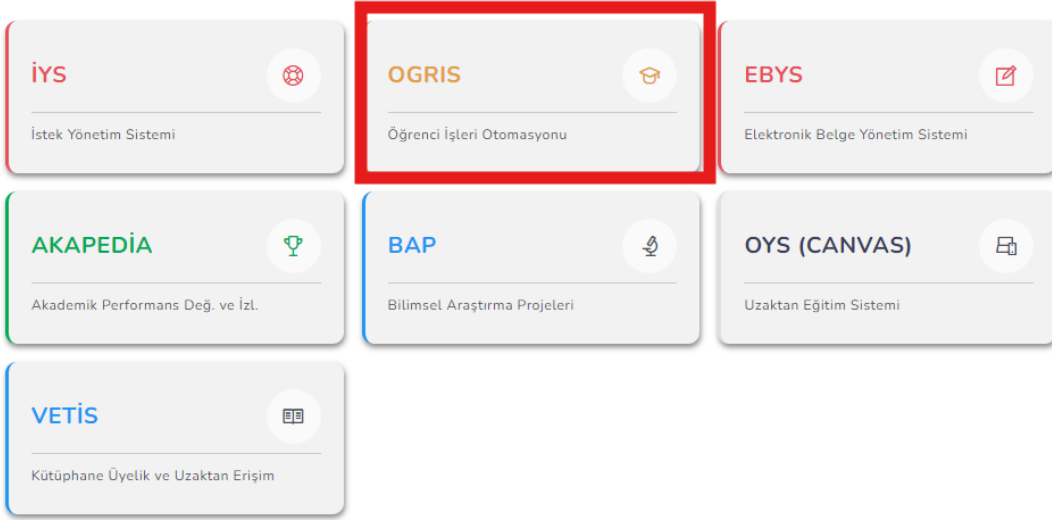 İYS
İstek Yönetim Sistemi
OGRIS
Öğrenci İşleri Otomasyonu
EBYS
Elektronik Belge Yönetim Sistemi
AKAPEDİA
Akademik Performans Değ. ve İzl.
BAP
Bilimsel Araştırma Projeleri
OYS (CANVAS)
Uzaktan Eğitim Sistemi
VETİS
Kütüphane Üyelik ve Uzaktan Erişim